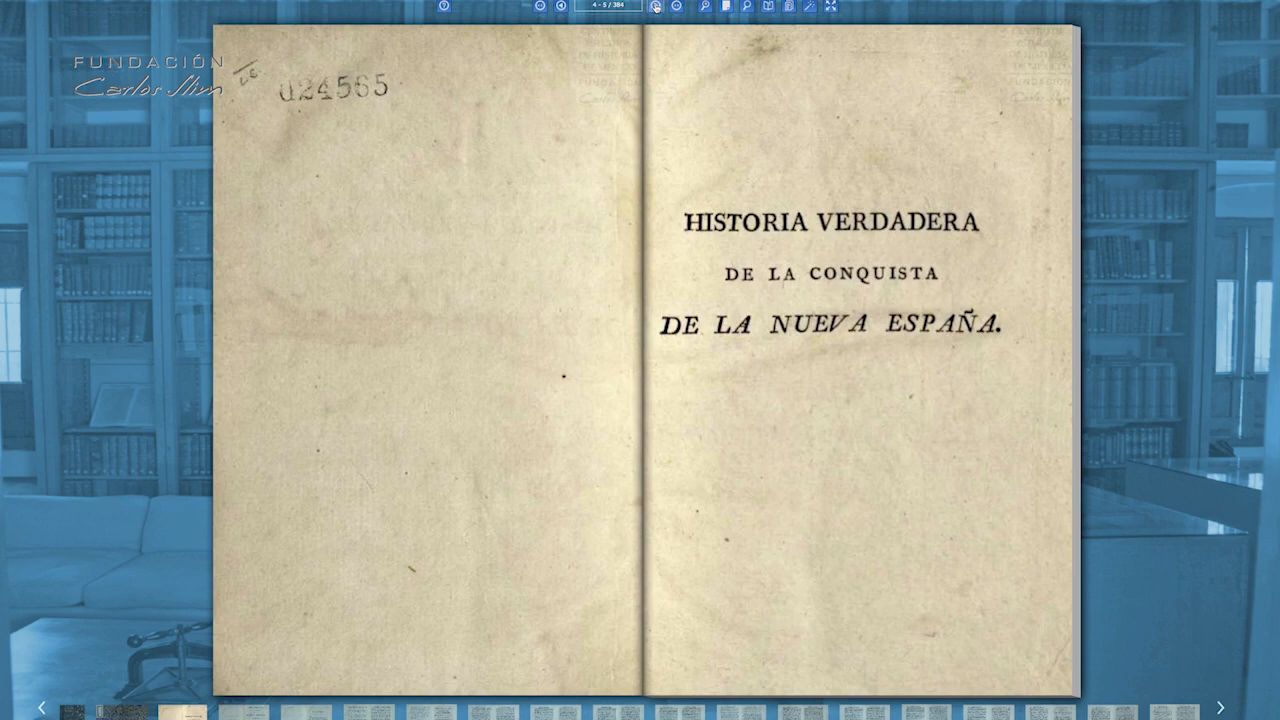 4 - 5 / 384
FUNDACIÓN
Carlos Slim
024565
HISTORIA VERDADERA
DE LA CONQUISTA
DE LA NUEVA ESPAÑA.